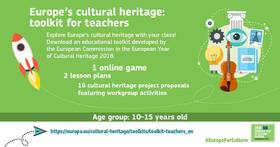 Europe's cultural heritage:
toolkit for teachers
Explore Europe's cultural heritage with your class!
Download an educational toolkit developed by
the European Commission in the European Year
of Cultural Heritage 2018.
1 online game
2 lesson plans
16 cultural heritage project proposals
featuring workgroup activities
Age group: 10-15 years old
https://europa.eu/cultural-heritage/toolkits/toolkit-teachers_en
#EuropeForCulture